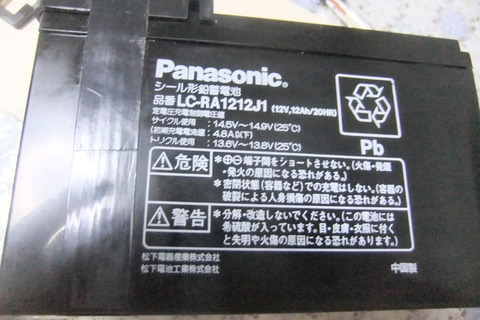 Panasonic®
シール形鉛蓄電池
品番 LC-RA1212J1 (12V,12Ah/20HR)
定電圧充電制御電圧値
サイクル使用 : 14.5V~14.9V(25℃)
(初期充電電流値 : 4.8A以下)
トリクル使用 : 13.6V~13.8V(25℃)
Pb
危険
*⊕⊖端子間をショートさせない。(火傷・発煙
・発火の原因になる恐れがある。)
*密閉状態(容器など)での充電はしない。(容器の
破裂による人身損傷の原因になる恐れがある。)
警告
*分解・改造しないでください。(この電池には
希硫酸が入っています。目・皮膚・衣服に付く
と失明や火傷の原因になる恐れがあります。)
松下電器産業株式会社
松下電池工業株式会社
中国製